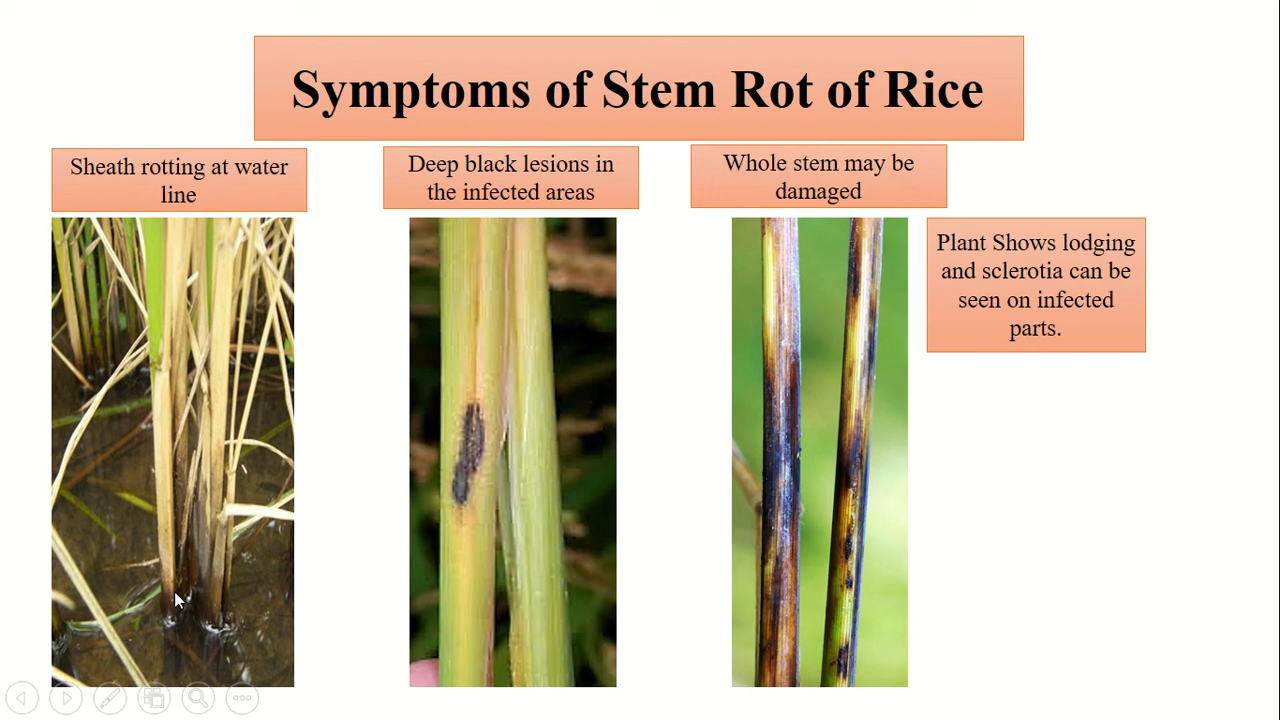 Symptoms of Stem Rot of Rice
Sheath rotting at water
line
Deep black lesions in
the infected areas
Whole stem may be
damaged
Plant Shows lodging
and sclerotia can be
seen on infected
parts.